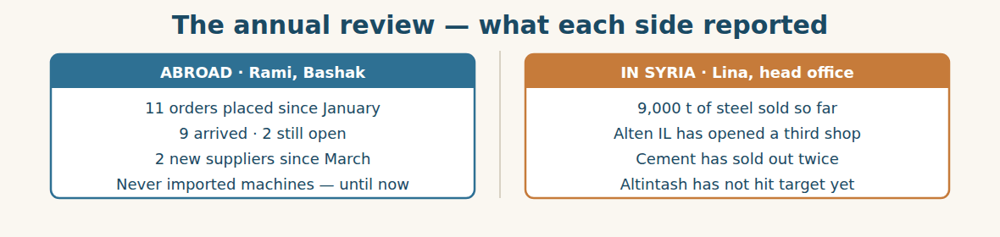 The annual review — what each side reported
ABROAD · Rami, Bashak
11 orders placed since January
9 arrived · 2 still open
2 new suppliers since March
Never imported machines — until now
IN SYRIA · Lina, head office
9,000 t of steel sold so far
Alten IL has opened a third shop
Cement has sold out twice
Altintash has not hit target yet